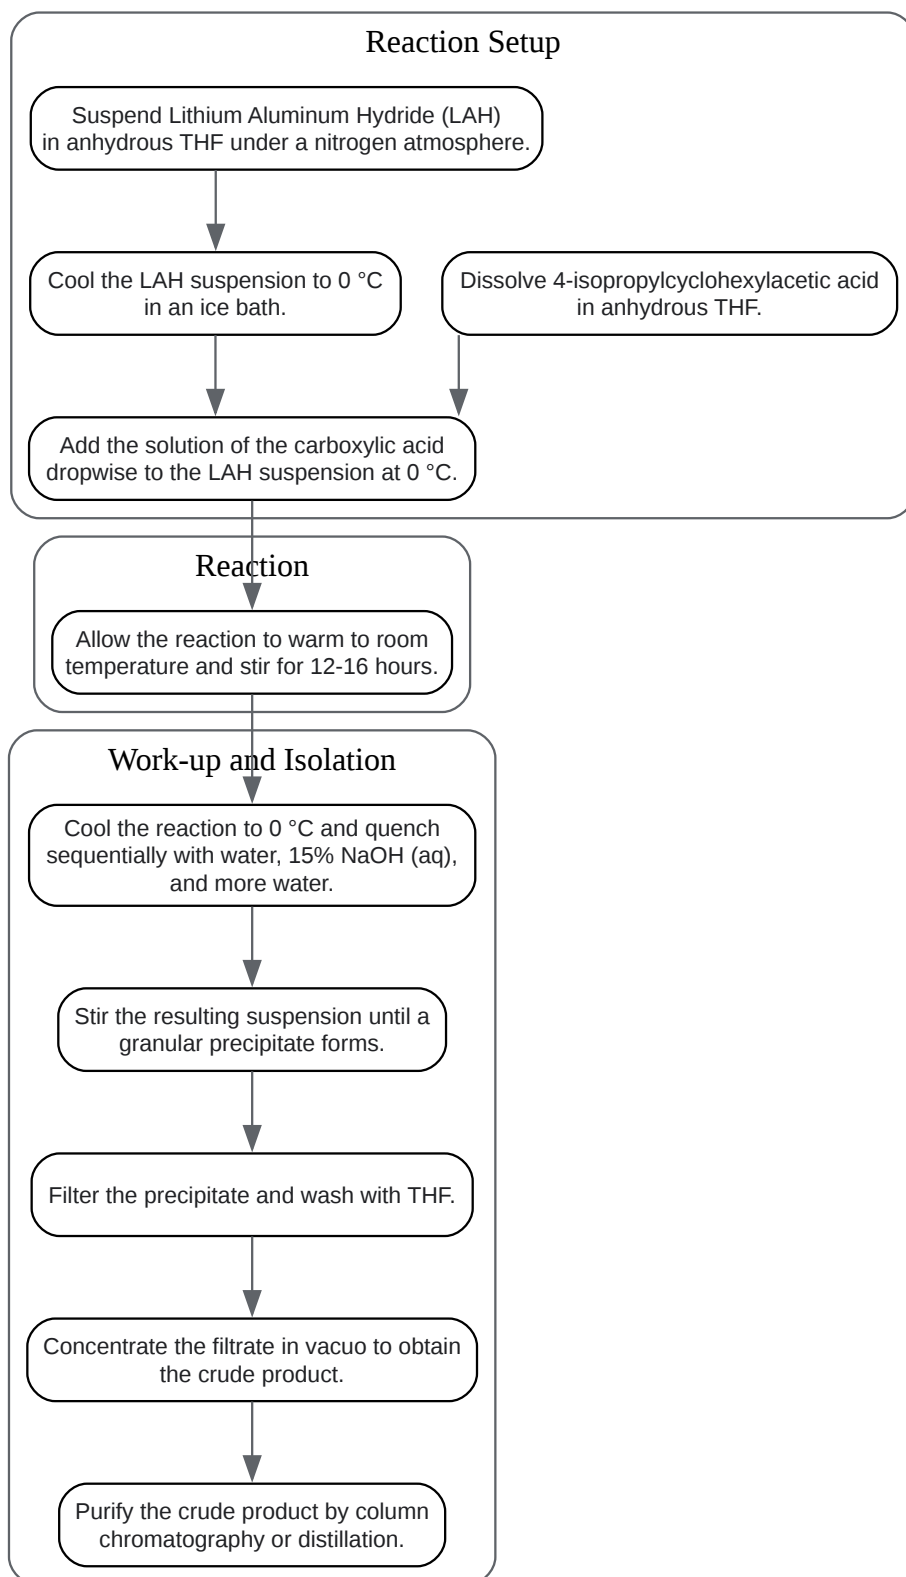 Reaction Setup
Suspend Lithium Aluminum Hydride (LAH)
in anhydrous THF under a nitrogen atmosphere.
Cool the LAH suspension to 0 °C
in an ice bath.
Dissolve 4-isopropylcyclohexylacetic acid
in anhydrous THF.
Add the solution of the carboxylic acid
dropwise to the LAH suspension at 0 °C.
Reaction
Allow the reaction to warm to room
temperature and stir for 12-16 hours.
Work-up and Isolation
Cool the reaction to 0 °C and quench
sequentially with water, 15% NaOH (aq),
and more water.
Stir the resulting suspension until a
granular precipitate forms.
Filter the precipitate and wash with THF.
Concentrate the filtrate in vacuo to obtain
the crude product.
Purify the crude product by column
chromatography or distillation.